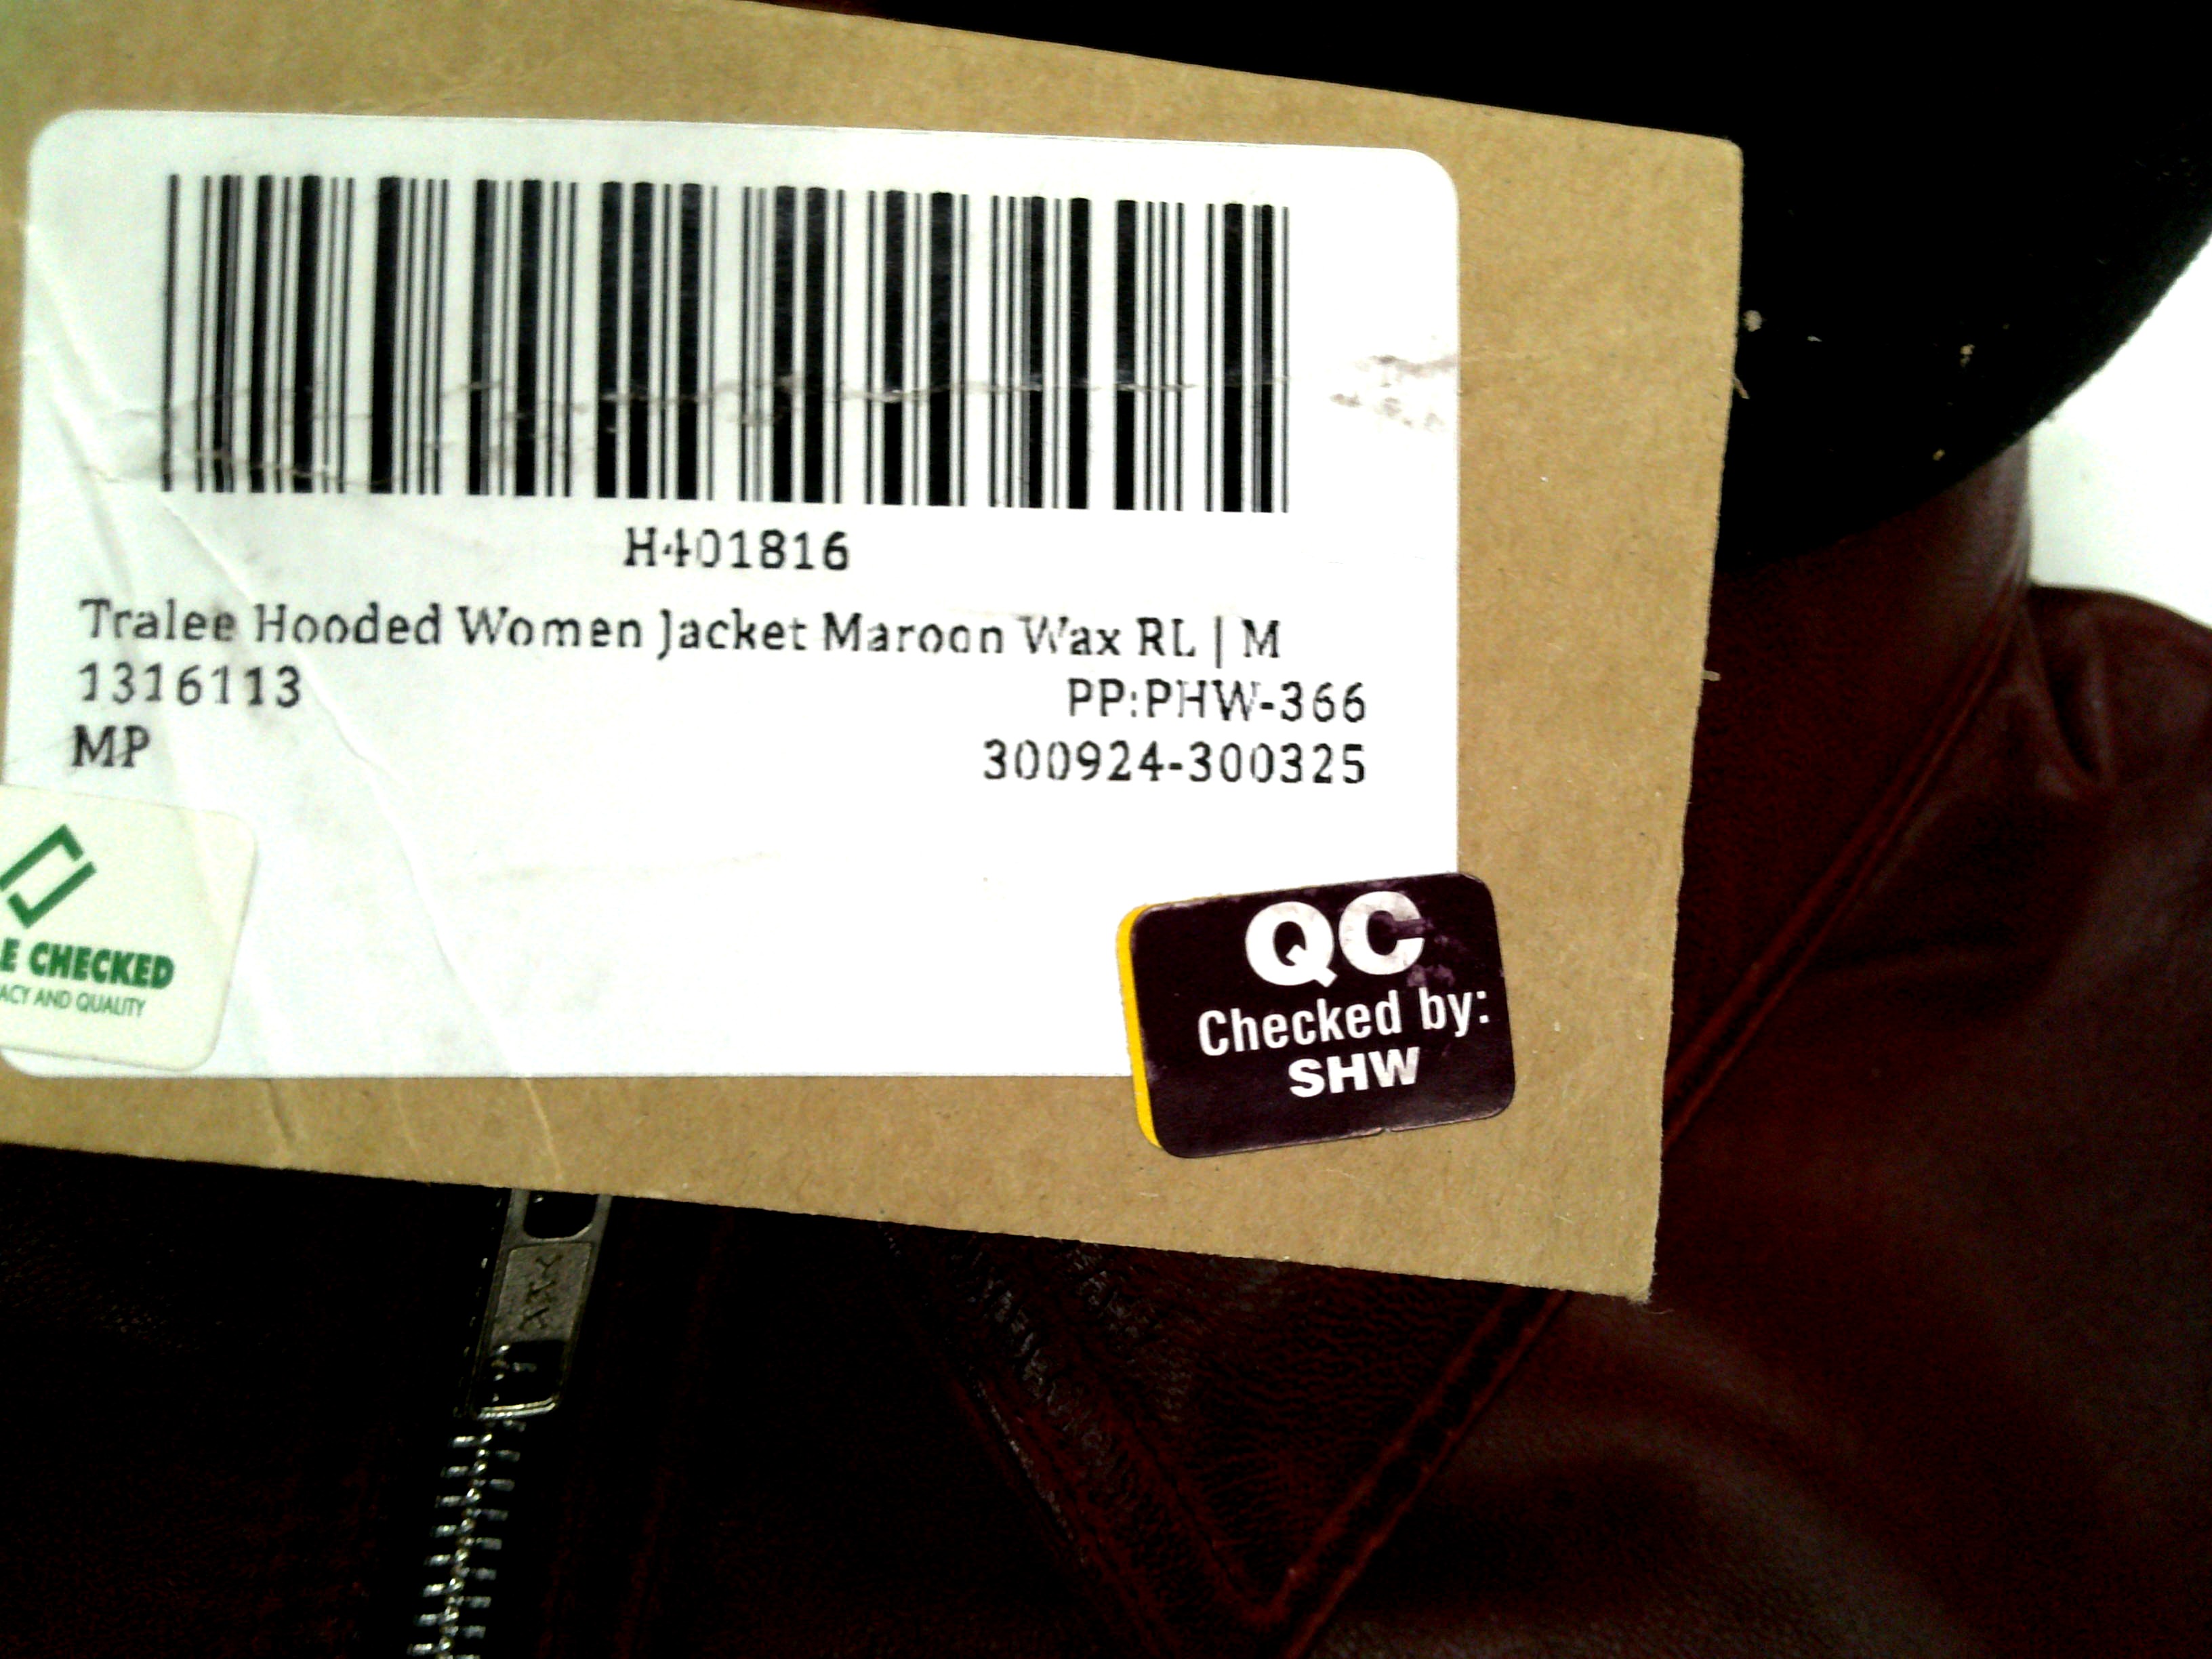 H401816
Tralee Hooded Women Jacket Maroon Wax RL | M
1316113 PP:PHW-366
MP 300924-300325
E CHECKED
ACY AND QUALITY
QC
Checked by:
SHW